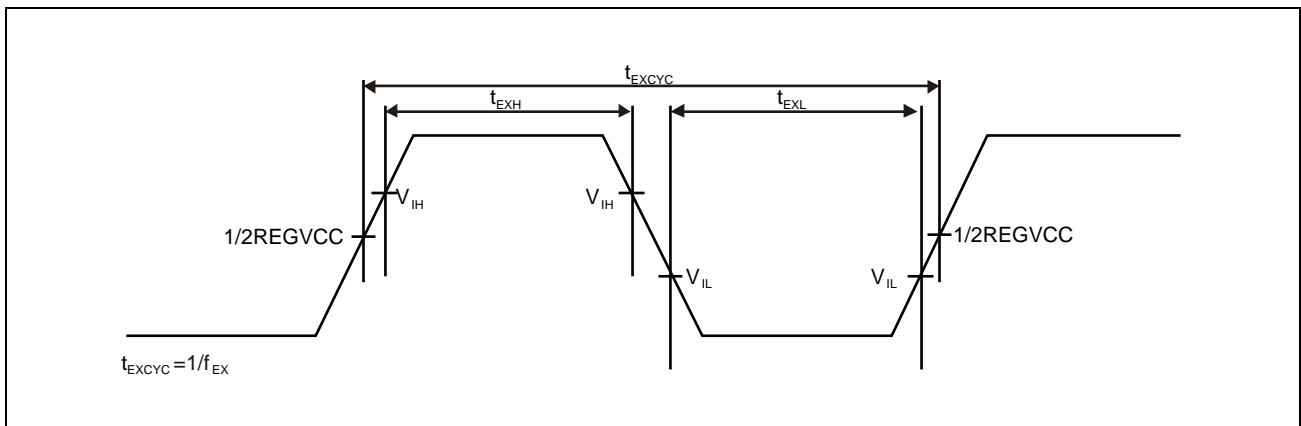 tEXCYC
tEXH
tEXL
VIH
VIH
1/2REGVCC
1/2REGVCC
VIL
VIL
tEXCYC=1/fEX